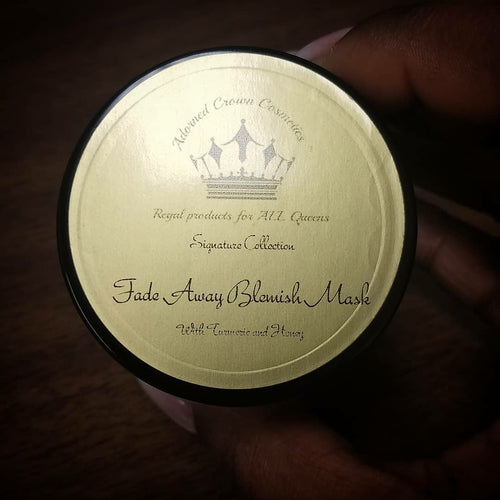 Adorned Crown Cosmetics
Regal products for ALL Queens
Signature Collection
Fade Away Blemish Mask
With Turmeric and Honey